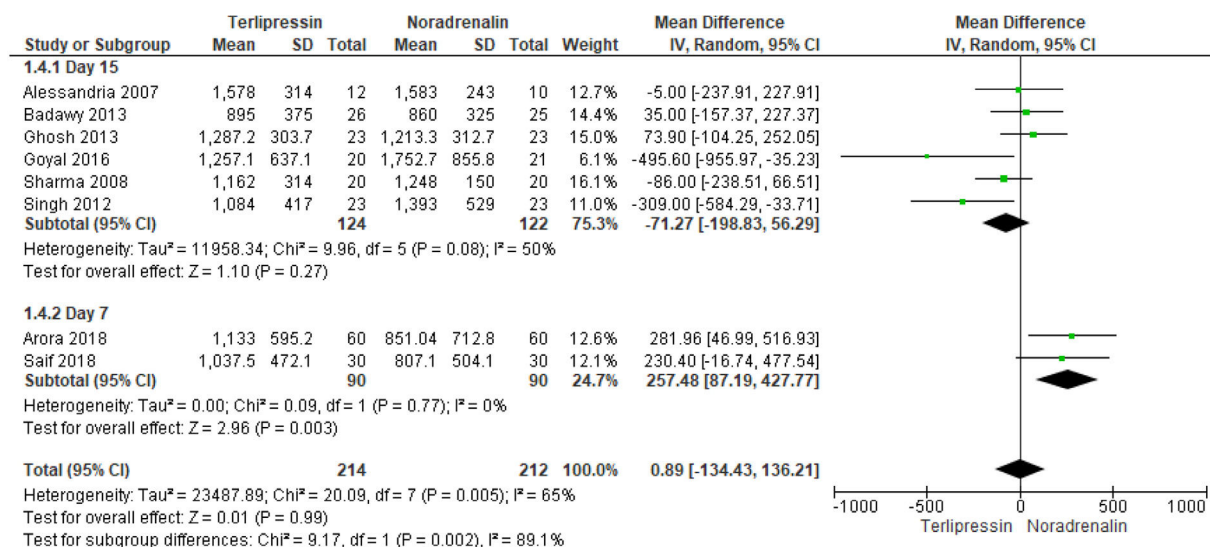 Terlipressin Noradrenalin Mean Difference Mean Difference
Study or Subgroup Mean SD Total Mean SD Total Weight IV, Random, 95% CI IV, Random, 95% CI
1.4.1 Day 15
Alessandria 2007 1,578 314 12 1,583 243 10 12.7% -5.00 [-237.91, 227.91]
Badawy 2013 895 375 26 860 325 25 14.4% 35.00 [-157.37, 227.37]
Ghosh 2013 1,287.2 303.7 23 1,213.3 312.7 23 15.0% 73.90 [-104.25, 252.05]
Goyal 2016 1,257.1 637.1 20 1,752.7 855.8 21 6.1% -495.60 [-955.97, -35.23]
Sharma 2008 1,162 314 20 1,248 150 20 16.1% -86.00 [-238.51, 66.51]
Singh 2012 1,084 417 23 1,393 529 23 11.0% -309.00 [-584.29, -33.71]
Subtotal (95% CI) 124 122 75.3% -71.27 [-198.83, 56.29]
Heterogeneity: Tau² = 11958.34; Chi² = 9.96, df = 5 (P = 0.08); I² = 50%
Test for overall effect: Z = 1.10 (P = 0.27)
1.4.2 Day 7
Arora 2018 1,133 595.2 60 851.04 712.8 60 12.6% 281.96 [46.99, 516.93]
Saif 2018 1,037.5 472.1 30 807.1 504.1 30 12.1% 230.40 [-16.74, 477.54]
Subtotal (95% CI) 90 90 24.7% 257.48 [87.19, 427.77]
Heterogeneity: Tau² = 0.00; Chi² = 0.09, df = 1 (P = 0.77); I² = 0%
Test for overall effect: Z = 2.96 (P = 0.003)
Total (95% CI) 214 212 100.0% 0.89 [-134.43, 136.21]
Heterogeneity: Tau² = 23487.89; Chi² = 20.09, df = 7 (P = 0.005); I² = 65%
Test for overall effect: Z = 0.01 (P = 0.99)
Test for subgroup differences: Chi² = 9.17, df = 1 (P = 0.002), I² = 89.1%
-1000 -500 0 500 1000
Terlipressin Noradrenalin